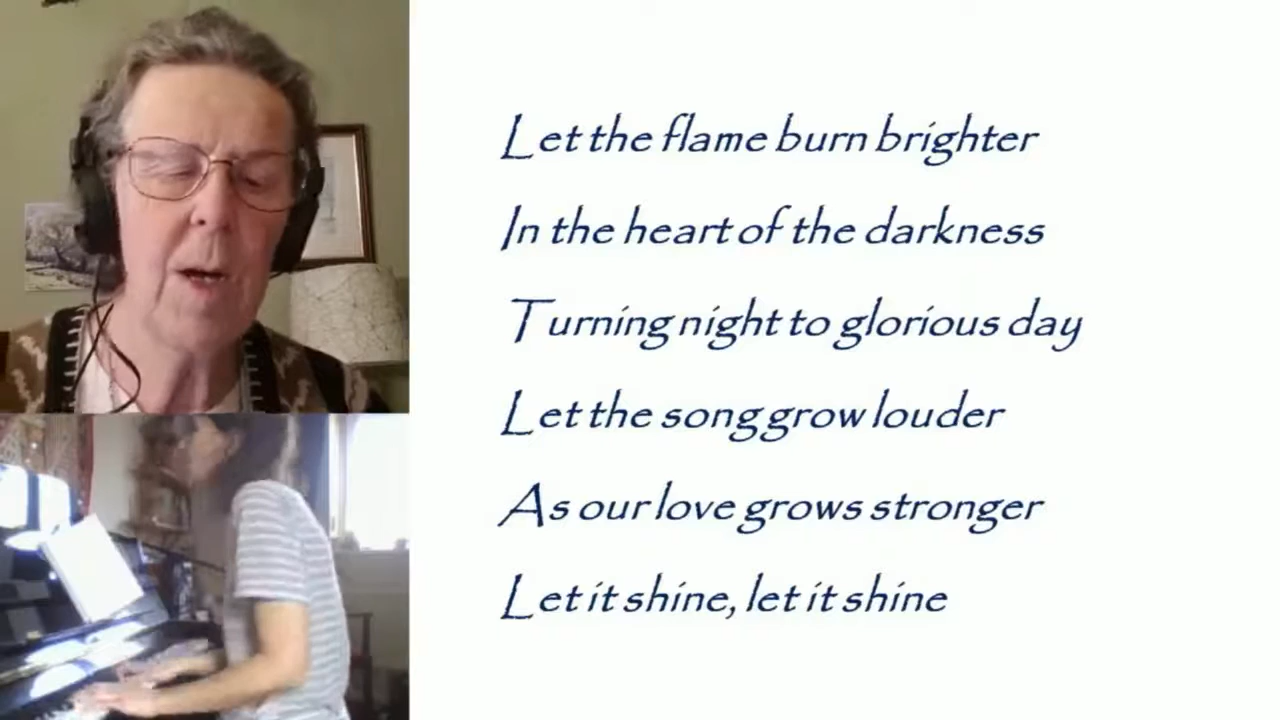 Let the flame burn brighter
In the heart of the darkness
Turning night to glorious day
Let the song grow louder
As our love grows stronger
Let it shine, let it shine